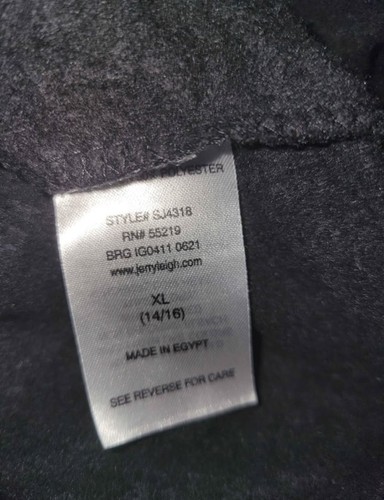 POLYESTER
STYLE# SJ4318
RN# 55219
BRG IG0411 0621
www.jerryleigh.com
XL
(14/16)
MADE IN EGYPT
SEE REVERSE FOR CARE